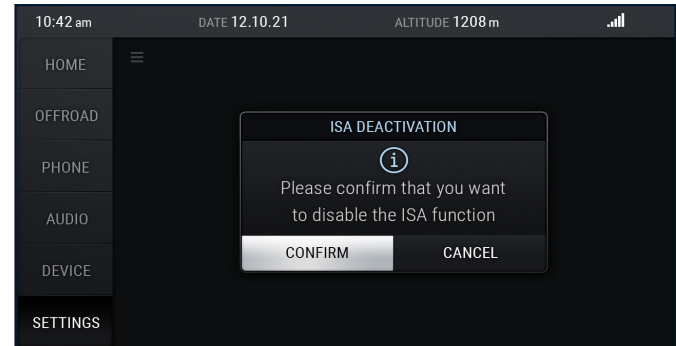 10:42 am DATE 12.10.21 ALTITUDE 1208 m
HOME
OFFROAD
PHONE
AUDIO
DEVICE
SETTINGS
ISA DEACTIVATION
i
Please confirm that you want
to disable the ISA function
CONFIRM CANCEL